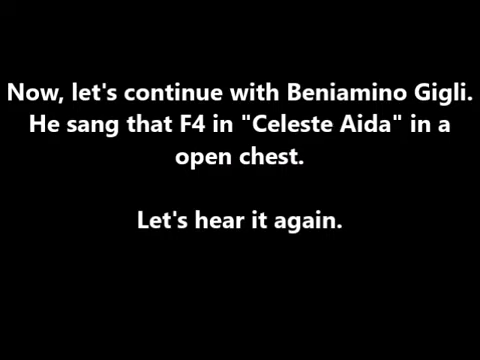 Now, let's continue with Beniamino Gigli.
He sang that F4 in "Celeste Aida" in a
open chest.
Let's hear it again.